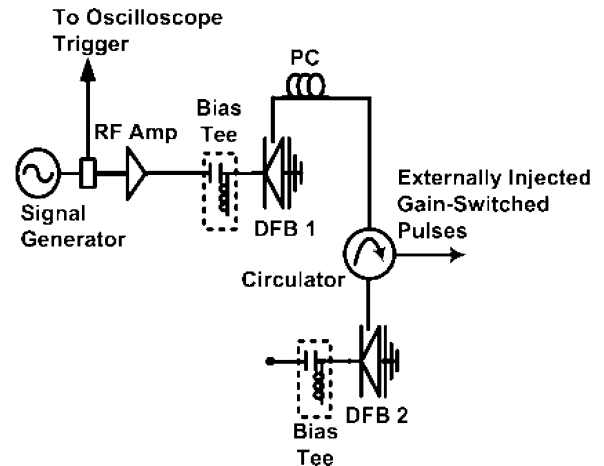 To Oscilloscope
Trigger
PC
Bias
Tee
RF Amp
Signal
Generator
DFB 1
Externally Injected
Gain-Switched
Pulses
Circulator
DFB 2
Bias
Tee